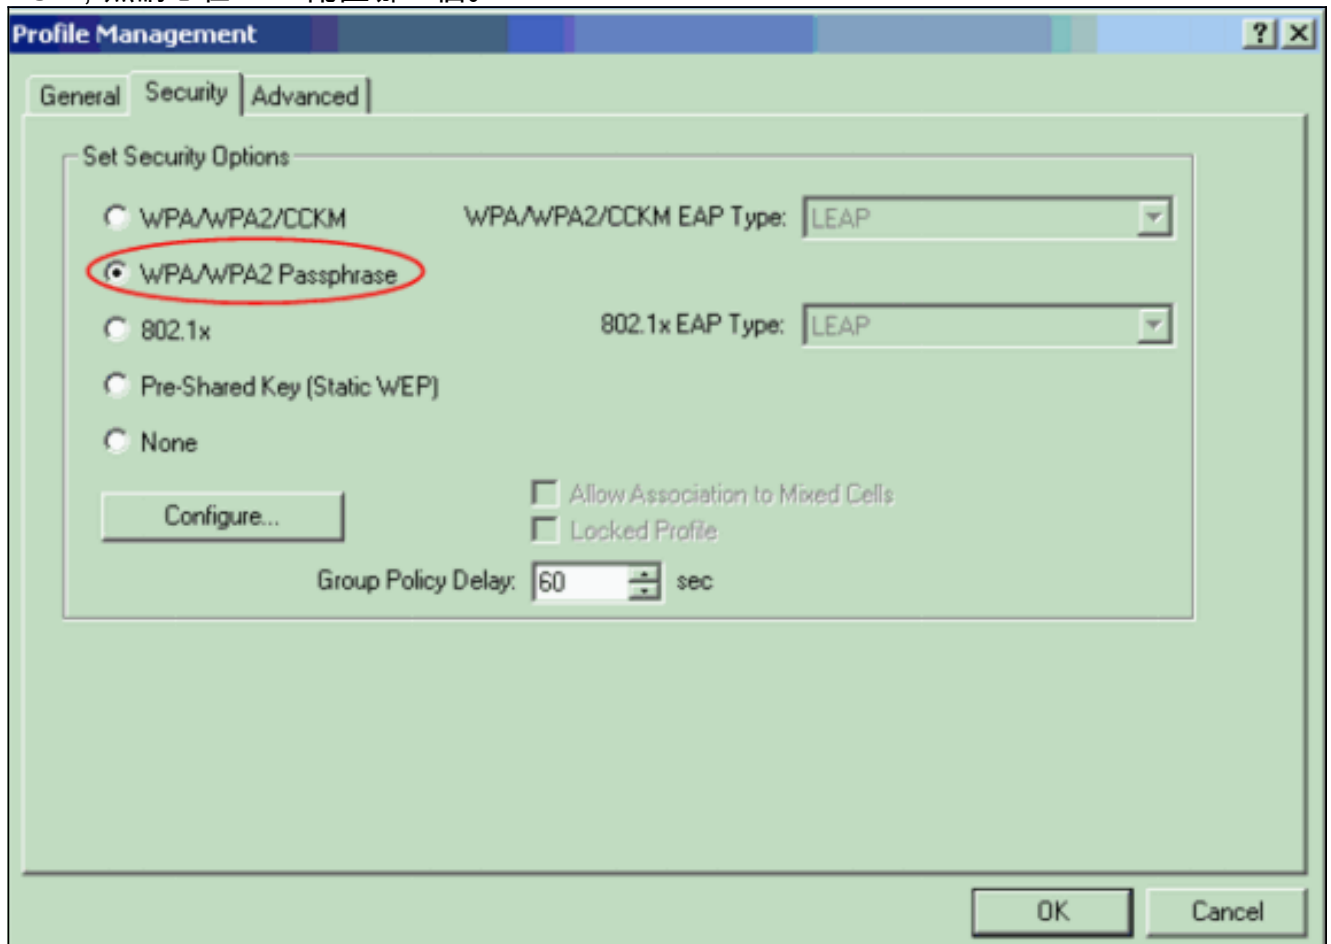 Profile Management
General Security Advanced
Set Security Options
WPA/WPA2/CCKM WPA/WPA2/CCKM EAP Type: LEAP
WPA/WPA2 Passphrase
802.1x 802.1x EAP Type: LEAP
Pre-Shared Key (Static WEP)
None
Configure... Allow Association to Mixed Cells
Locked Profile
Group Policy Delay: 60 sec
OK Cancel